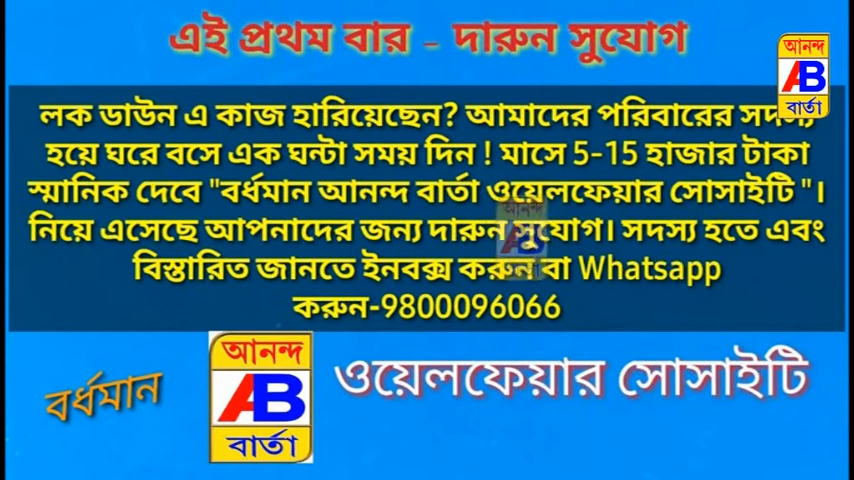 এই প্রথম বার - দারুন সুযোগ
আনন্দ
AB
বার্তা
লক ডাউন এ কাজ হারিয়েছেন? আমাদের পরিবারের সদস্য
হয়ে ঘরে বসে এক ঘন্টা সময় দিন ! মাসে 5-15 হাজার টাকা
স্মানিক দেবে "বর্ধমান আনন্দ বার্তা ওয়েলফেয়ার সোসাইটি "।
নিয়ে এসেছে আপনাদের জন্য দারুন সুযোগ। সদস্য হতে এবং
বিস্তারিত জানতে ইনবক্স করুন বা Whatsapp
করুন-9800096066
আনন্দ
AB
বর্ধমান
আনন্দ
AB
বার্তা
ওয়েলফেয়ার সোসাইটি